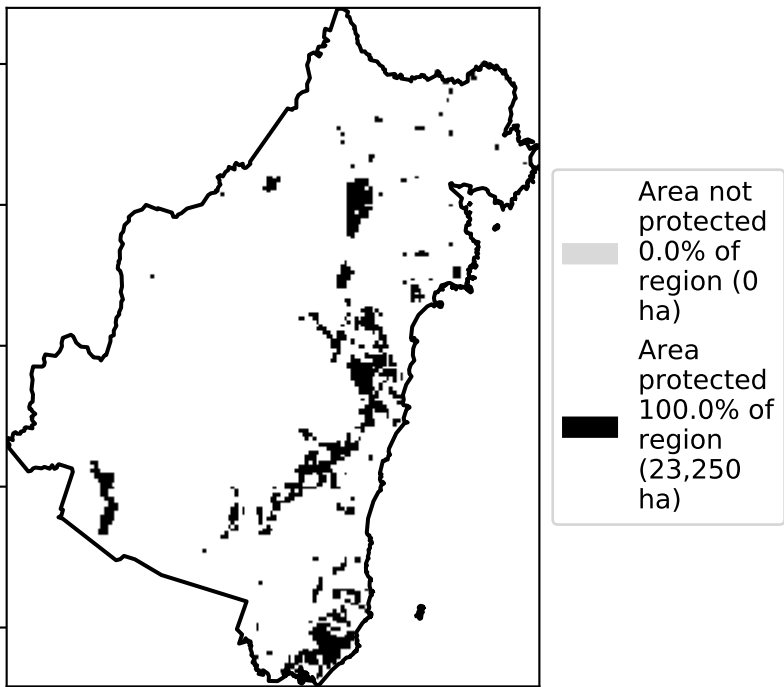 Area not
protected
0.0% of
region (0
ha)
Area
protected
100.0% of
region
(23,250
ha)